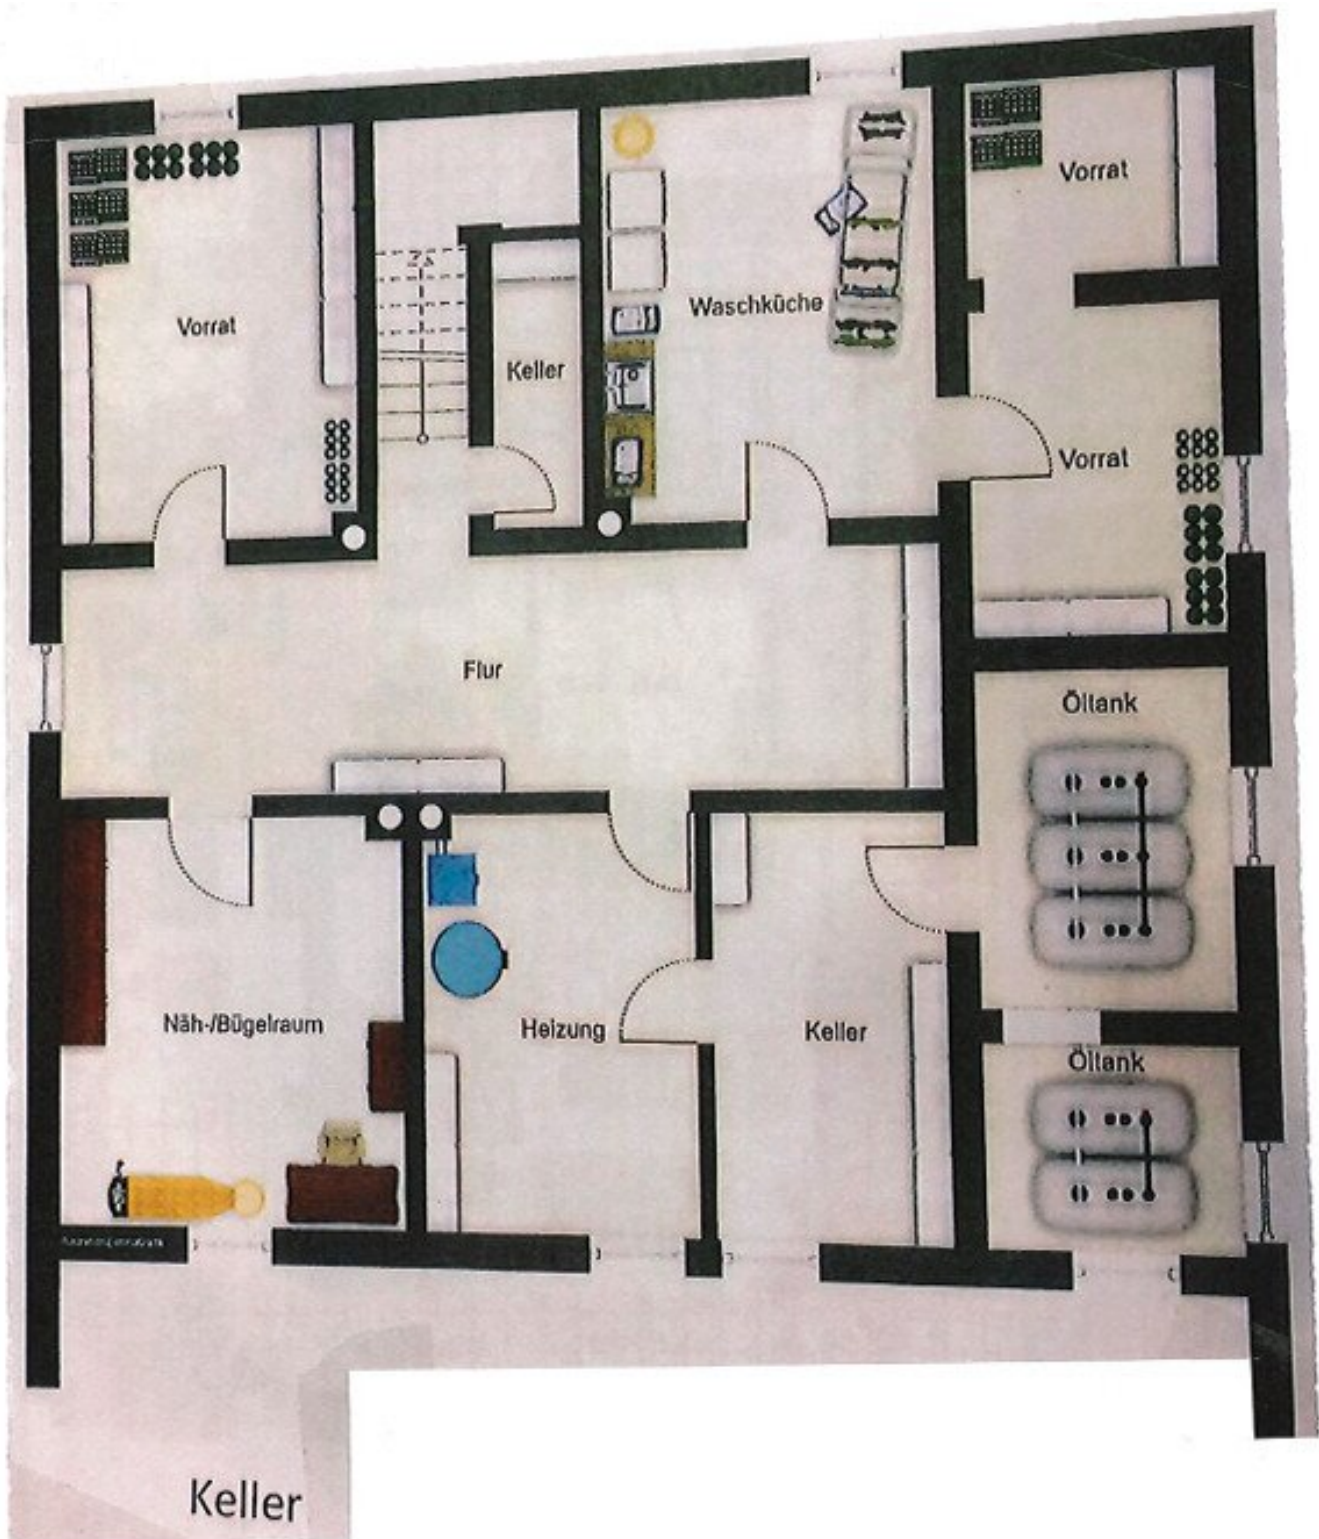 Vorrat
Vorrat
Waschküche
Keller
Vorrat
Flur
Öltank
Näh-/Bügelraum
Heizung
Keller
Öltank
Keller